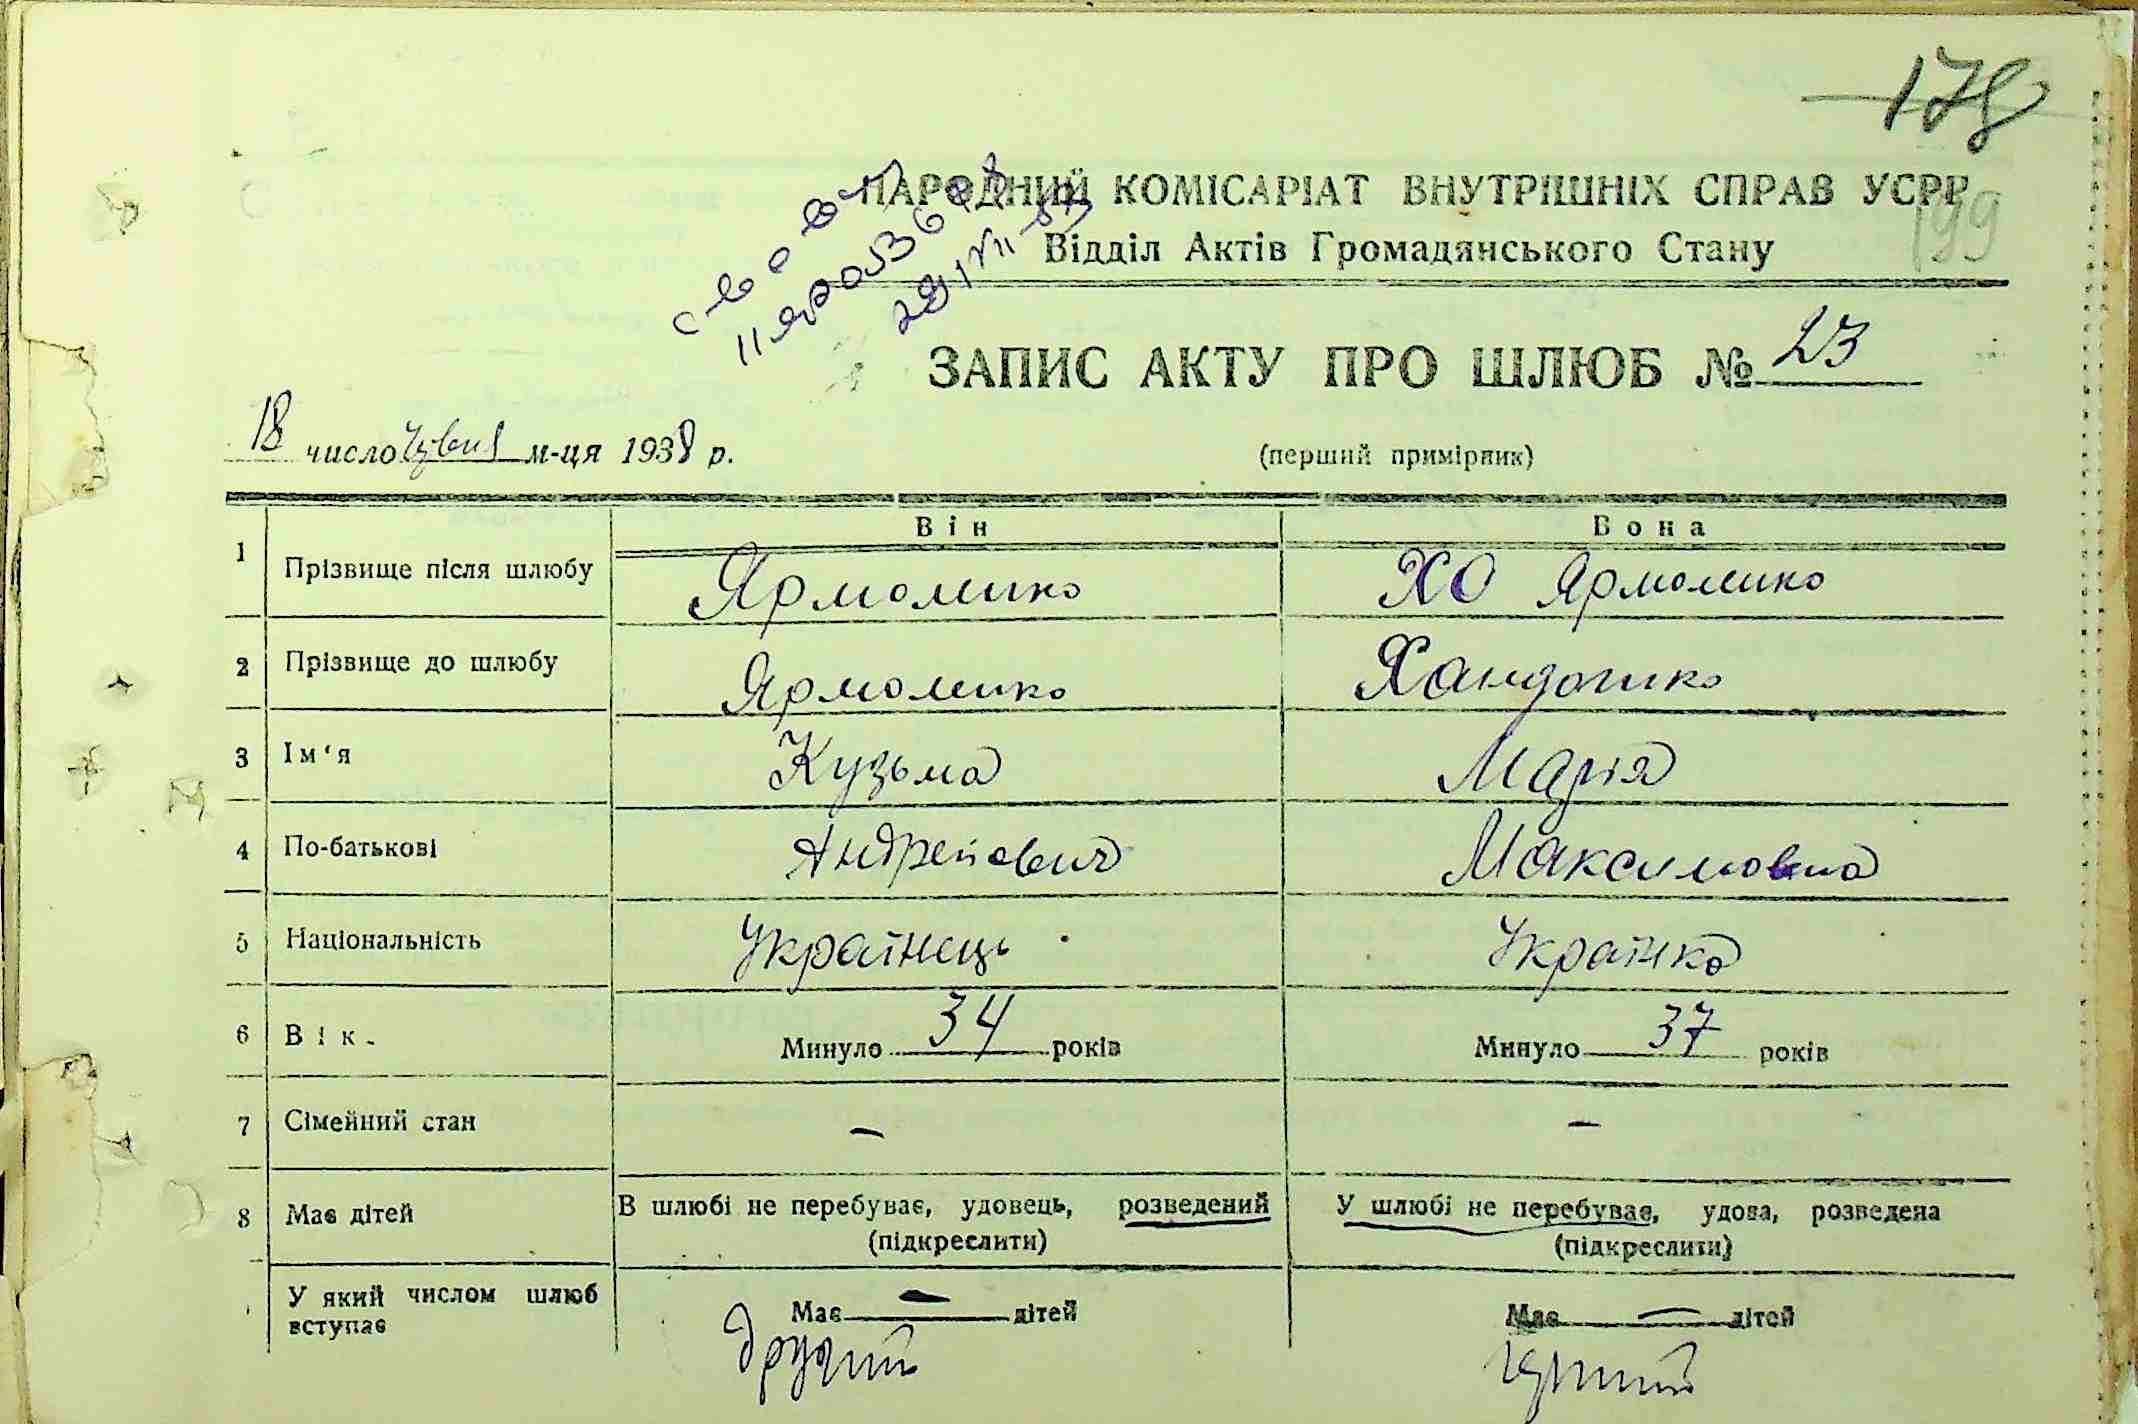 178
НАРОДНИЙ КОМІСАРІАТ ВНУТРІШНІХ СПРАВ УСРР
199
Відділ Актів Громадянського Стану
ЗАПИС АКТУ ПРО ШЛЮБ № 23
18 число м-ця 1938 р.
(перший примірник)
Він Вона
1 Прізвище після шлюбу Ярмоленко ХО Ярмоленко
2 Прізвище до шлюбу Ярмоленко
3 Ім'я Кузьма Марія
4 По-батькові Андрейович Максимовна
5 Національність Українець Українка
6 Вік. Минуло 34 років Минуло 37 років
7 Сімейний стан — —
8 Має дітей В шлюбі не перебуває, удовець, розведений У шлюбі не перебуває, удова, розведена
(підкреслити) (підкреслити)
У який числом шлюб вступає Має — дітей Має — дітей
другий перший